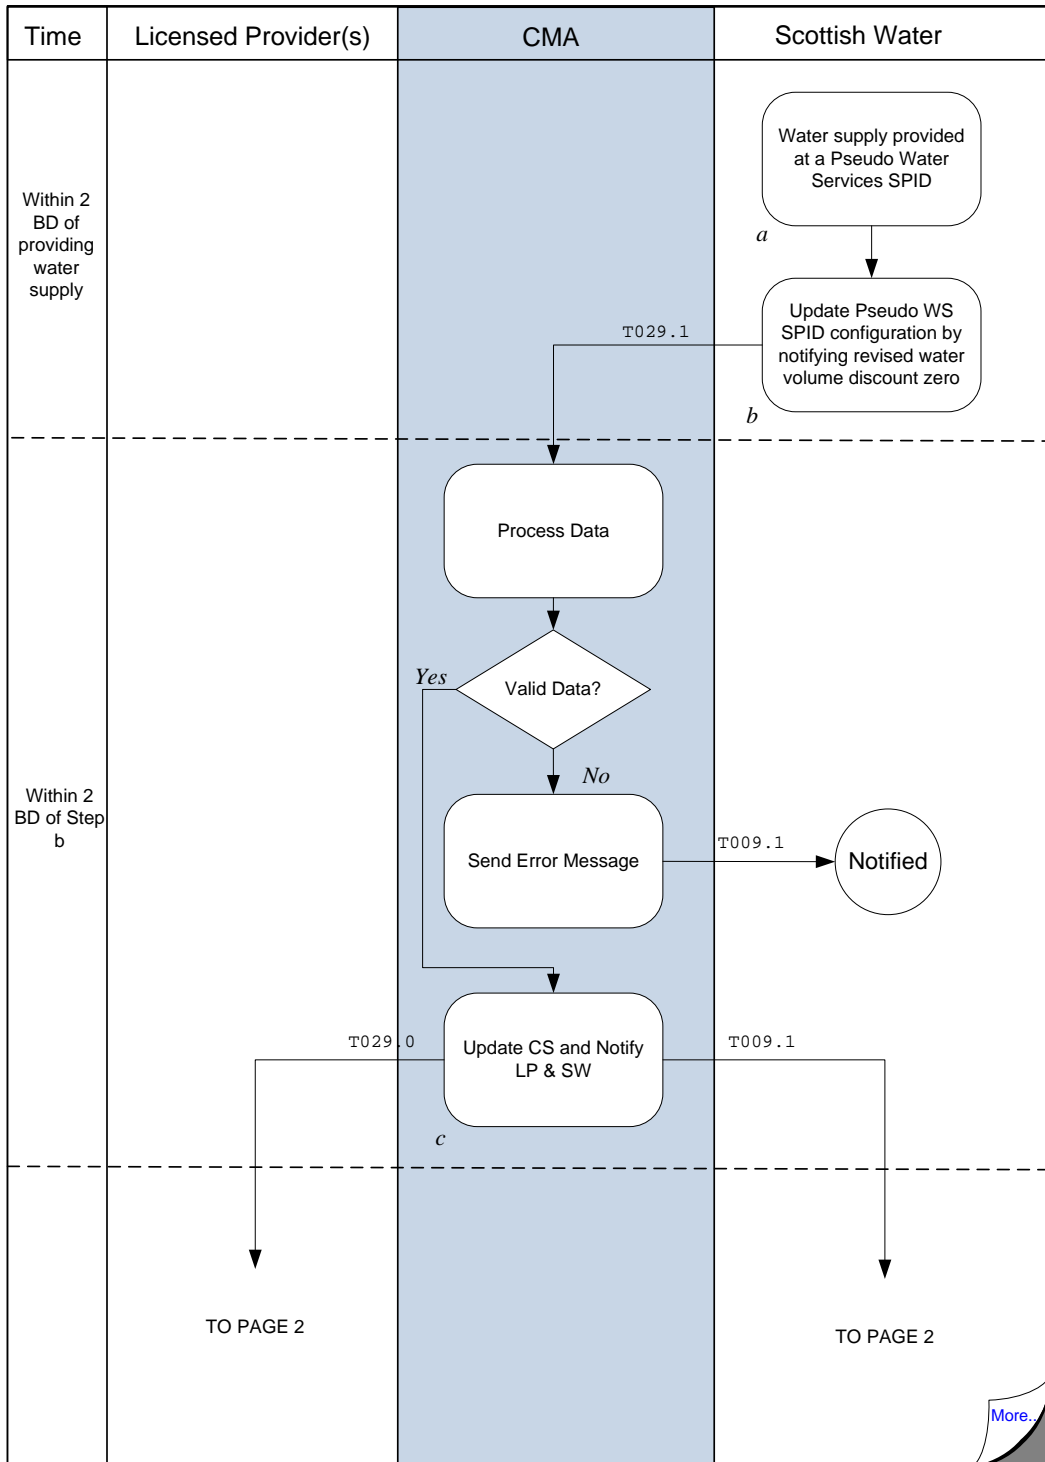 Time
Licensed Provider(s)
CMA
Scottish Water
Within 2
BD of
providing
water
supply
Water supply provided
at a Pseudo Water
Services SPID
a
Update Pseudo WS
SPID configuration by
notifying revised water
volume discount zero
b
T029.1
Within 2
BD of Step
b
Process Data
Valid Data?
Yes
No
Send Error Message
T009.1
Notified
Update CS and Notify
LP & SW
c
T029.0
T009.1
TO PAGE 2
TO PAGE 2
More..